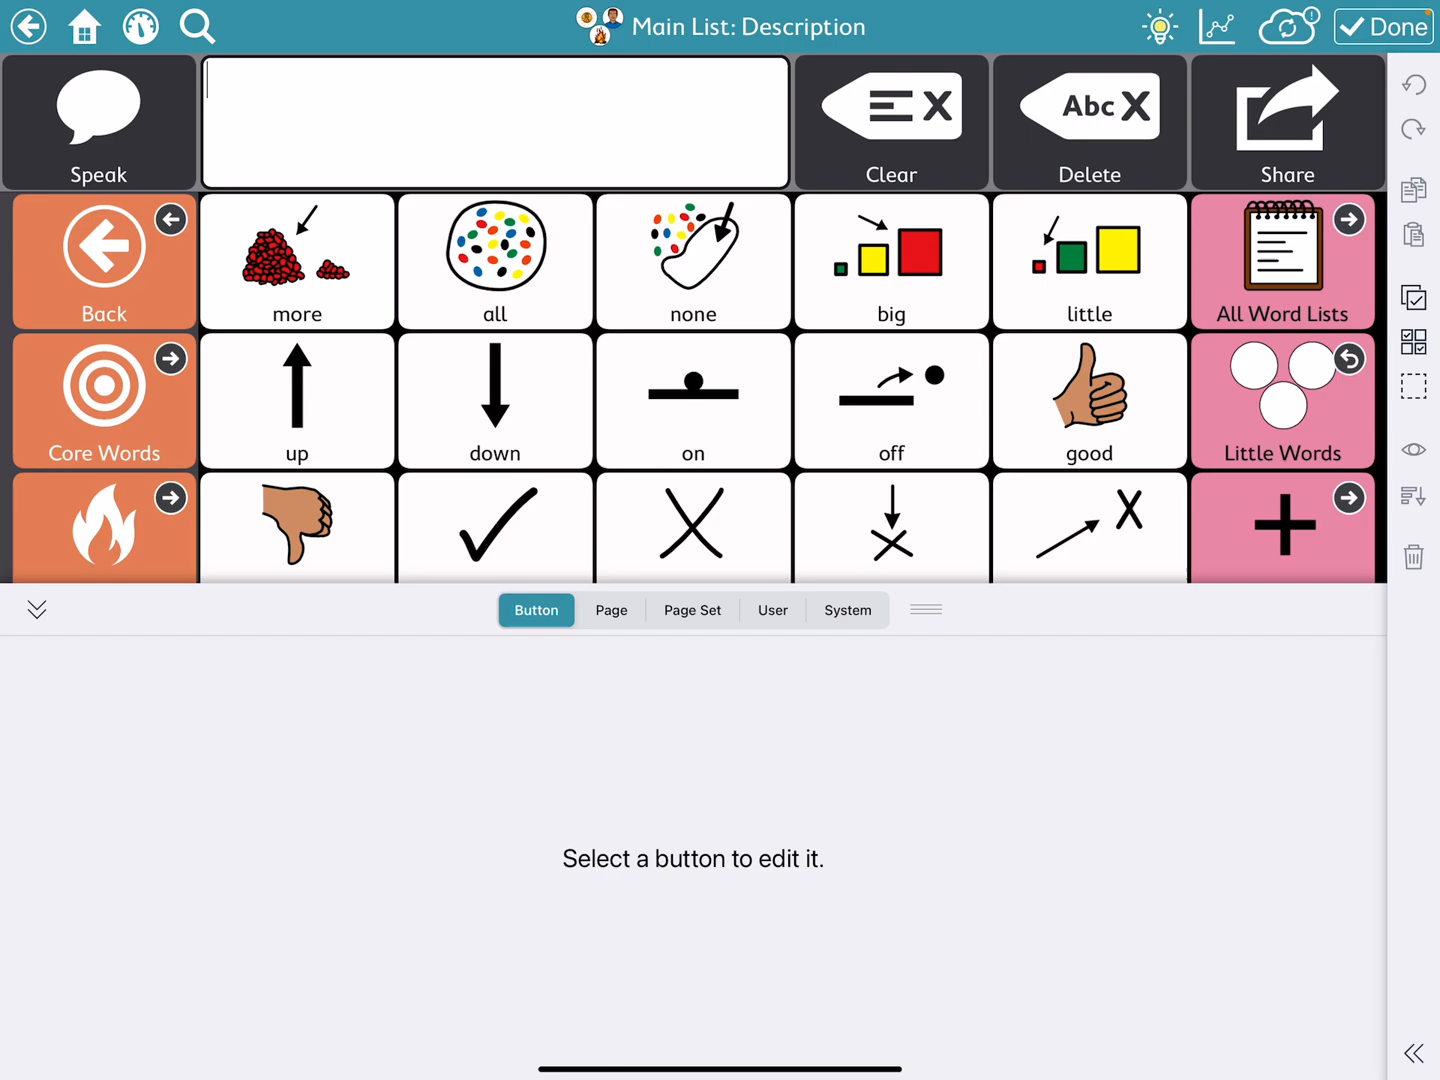 Main List: Description
Done
Speak
Clear
Abc X
Delete
Share
Back
more
all
none
big
little
All Word Lists
Core Words
up
down
on
off
good
Little Words
Button
Page
Page Set
User
System
Select a button to edit it.